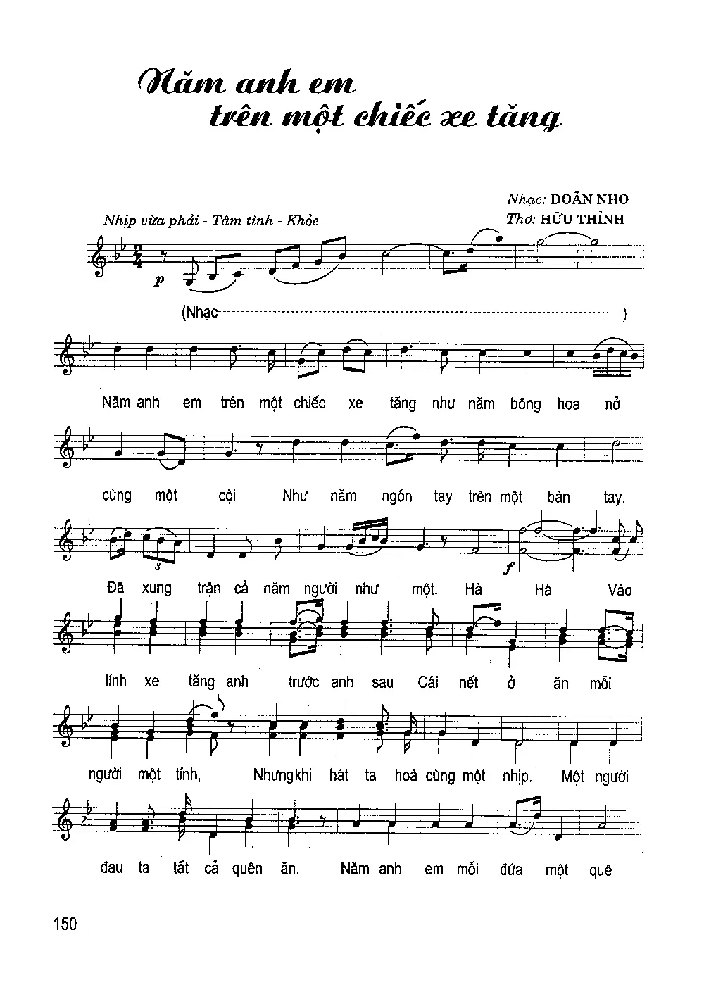 Năm anh em
trên một chiếc xe tăng
Nhạc: DOÃN NHO
Nhịp vừa phải - Tâm tình - Khỏe
Thơ: HỮU THỈNH
p
(Nhạc )
Năm anh em trên một chiếc xe tăng như năm bông hoa nở
cùng một cội Như năm ngón tay trên một bàn tay.
3
f
Đã xung trận cả năm người như một. Hà Há Vào
lính xe tăng anh trước anh sau Cái nết ở ăn mỗi
người một tính, Nhưng khi hát ta hoà cùng một nhịp. Một người
đau ta tất cả quên ăn. Năm anh em mỗi đứa một quê
150